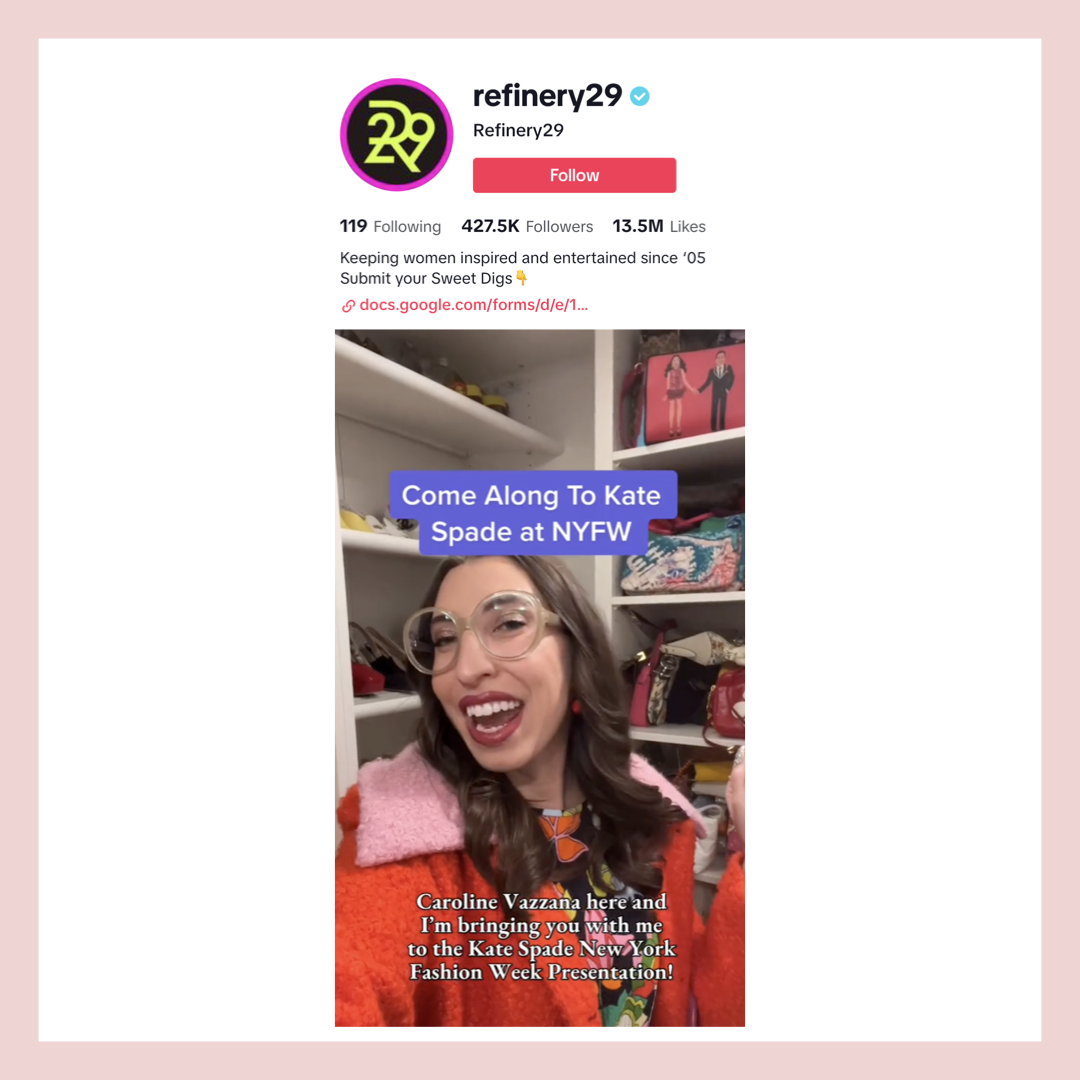 R29
refinery29
Refinery29
Follow
119 Following 427.5K Followers 13.5M Likes
Keeping women inspired and entertained since ‘05
Submit your Sweet Digs👇
docs.google.com/forms/d/e/1...
Come Along To Kate
Spade at NYFW
Caroline Vazzana here and
I’m bringing you with me
to the Kate Spade New York
Fashion Week Presentation!